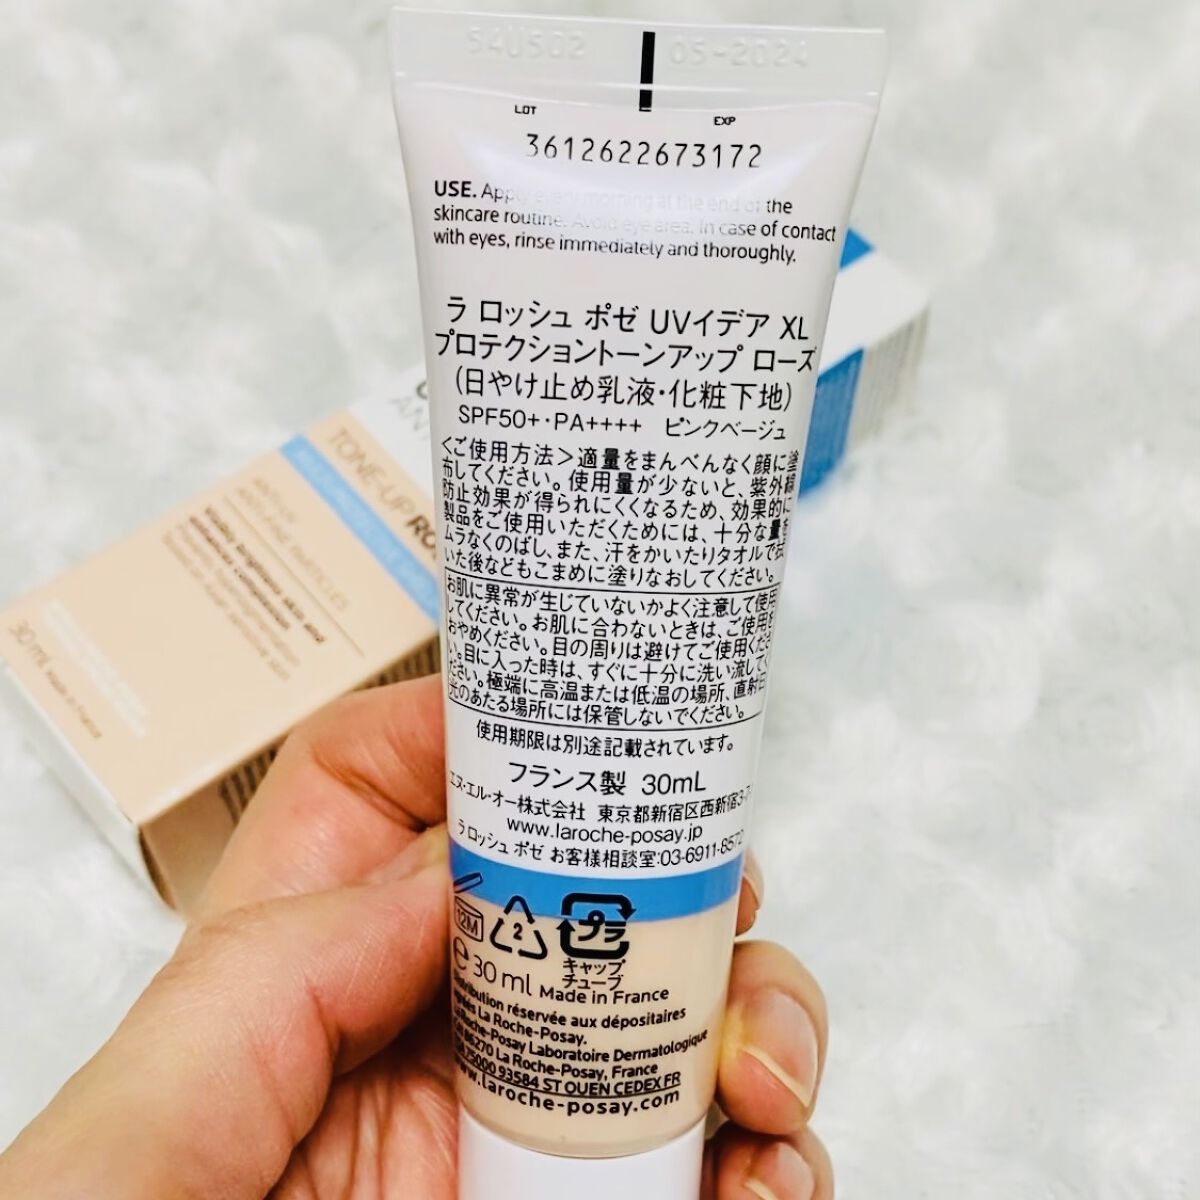 54U502 05-2024
LOT EXP
3612622673172
USE. Apply every morning at the end of the
skincare routine. Avoid eye area. In case of contact
with eyes, rinse immediately and thoroughly.
ラ ロッシュ ポゼ UVイデア XL
プロテクショントーンアップ ローズ
(日やけ止め乳液・化粧下地)
SPF50+・PA++++ ピンクベージュ
<ご使用方法>適量をまんべんなく顔に塗
布してください。使用量が少ないと、紫外線
防止効果が得られにくくなるため、効果的に
製品をご使用いただくためには、十分な量を
ムラなくのばし、また、汗をかいたりタオルで拭
いた後などもこまめに塗りなおしてください。
お肌に異常が生じていないかよく注意して使用
してください。お肌に合わないときは、ご使用を
おやめください。目の周りは避けてご使用くださ
い。目に入った時は、すぐに十分に洗い流してく
ださい。極端に高温または低温の場所、直射日
光のあたる場所には保管しないでください。
使用期限は別途記載されています。
フランス製 30mL
エヌ・エル・オー株式会社 東京都新宿区西新宿3-7
www.laroche-posay.jp
ラ ロッシュ ポゼ お客様相談室:03-6911-8572
12M 2 プラ
キャップ
チューブ
e 30 ml Made in France
Distribution réservée aux dépositaires
agréés La Roche-Posay.
La Roche-Posay Laboratoire Dermatologique
86270 La Roche-Posay, France
75000 93584 ST OUEN CEDEX FR
www.laroche-posay.com
TONE-UP
ANTI-FINE PARTICLES
30 ml Made in France